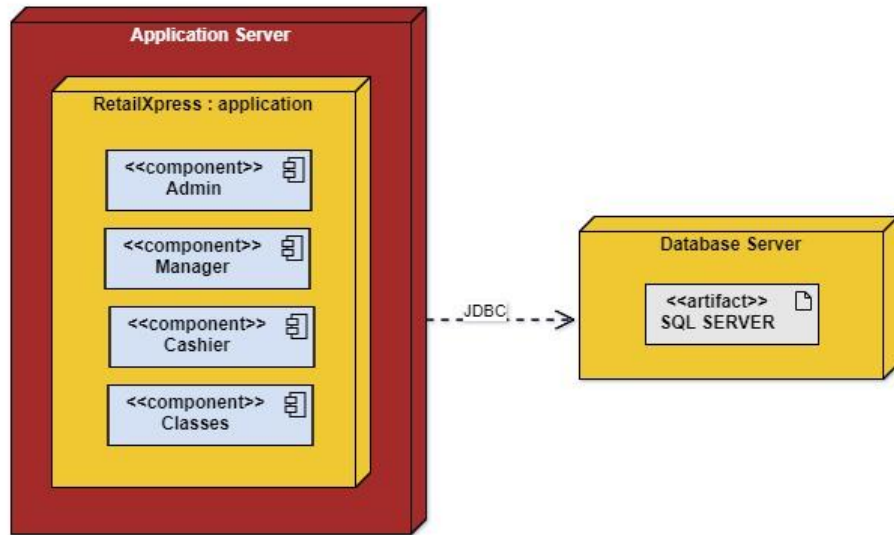 Application Server
RetailXpress : application
<<component>>
Admin
<<component>>
Manager
<<component>>
Cashier
<<component>>
Classes
JDBC
Database Server
<<artifact>>
SQL SERVER